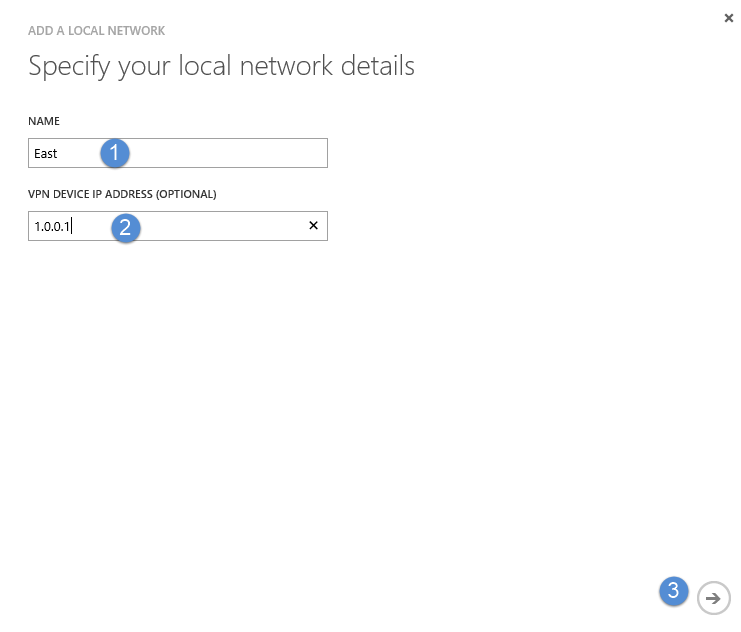 ADD A LOCAL NETWORK
Specify your local network details
NAME
East 1
VPN DEVICE IP ADDRESS (OPTIONAL)
1.0.0.1 2
3